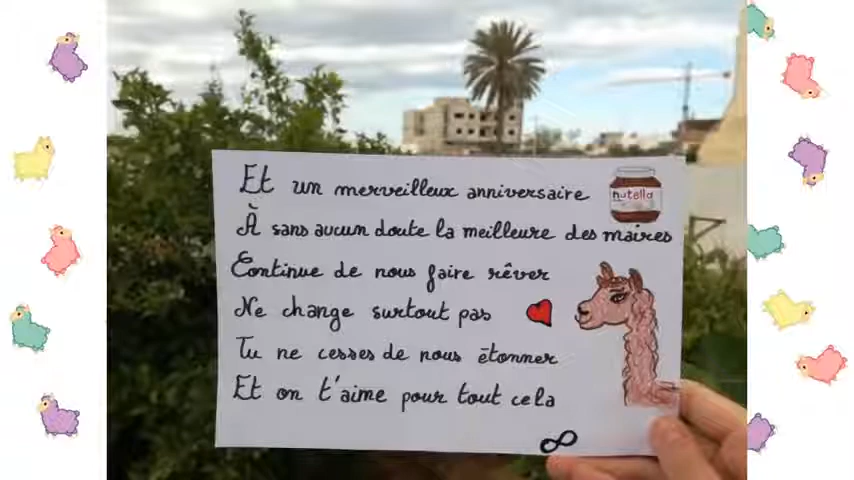 Et un merveilleux anniversaire
nutella
À sans aucun doute la meilleure des maires
Continue de nous faire rêver
Ne change surtout pas
Tu ne cesses de nous étonner
Et on t'aime pour tout cela